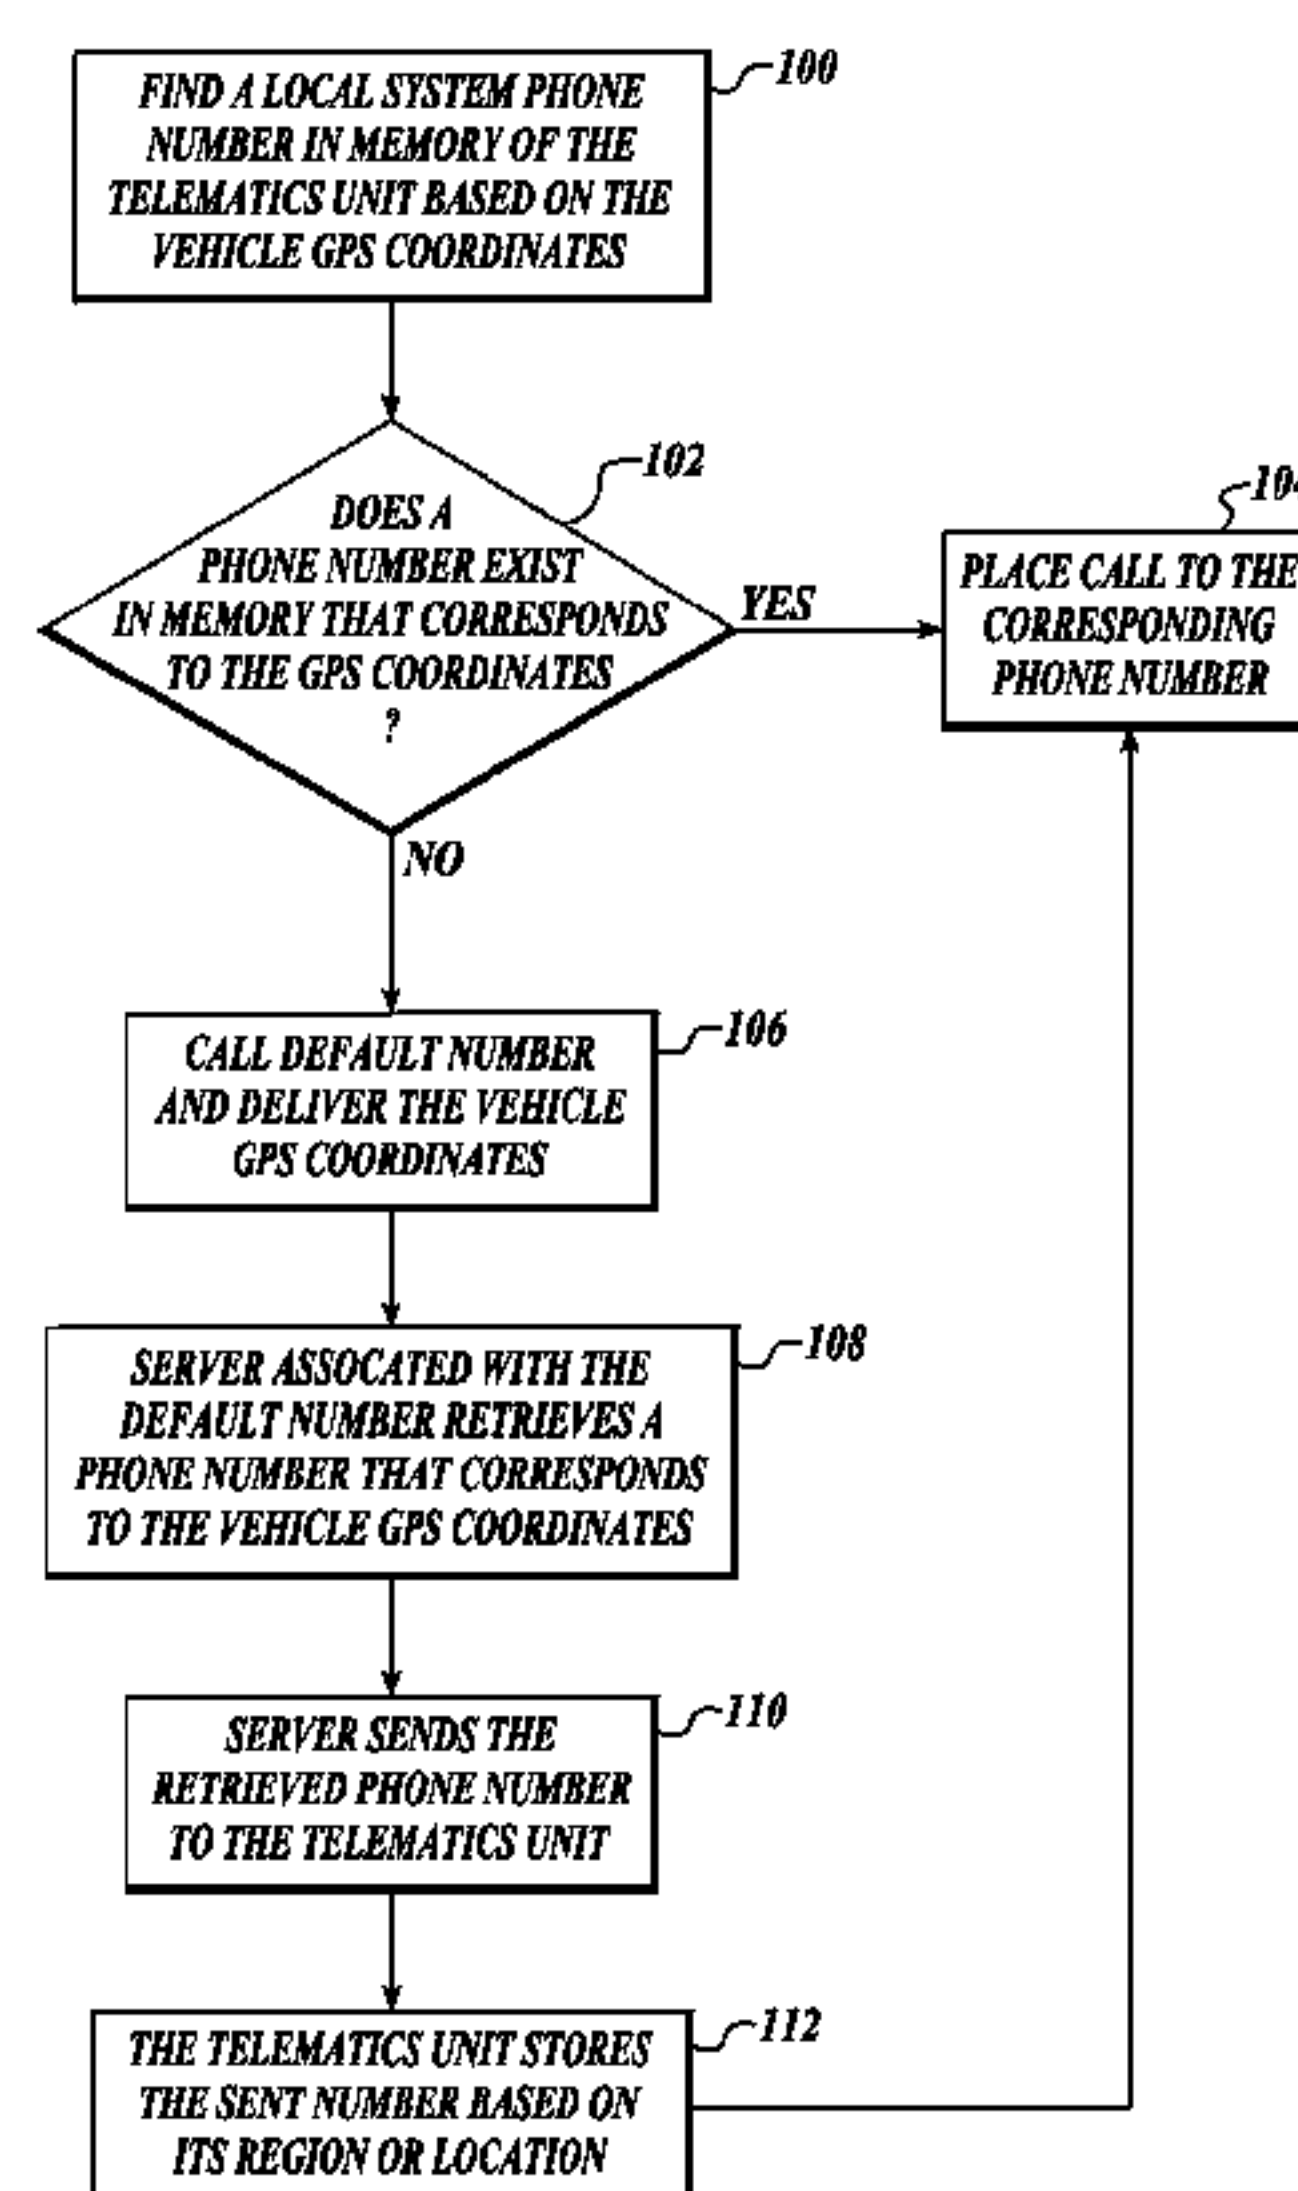 100
FIND A LOCAL SYSTEM PHONE
NUMBER IN MEMORY OF THE
TELEMATICS UNIT BASED ON THE
VEHICLE GPS COORDINATES
102
DOES A
PHONE NUMBER EXIST
IN MEMORY THAT CORRESPONDS
TO THE GPS COORDINATES
?
YES
PLACE CALL TO THE
CORRESPONDING
PHONE NUMBER
NO
106
CALL DEFAULT NUMBER
AND DELIVER THE VEHICLE
GPS COORDINATES
108
SERVER ASSOCATED WITH THE
DEFAULT NUMBER RETRIEVES A
PHONE NUMBER THAT CORRESPONDS
TO THE VEHICLE GPS COORDINATES
110
SERVER SENDS THE
RETRIEVED PHONE NUMBER
TO THE TELEMATICS UNIT
112
THE TELEMATICS UNIT STORES
THE SENT NUMBER BASED ON
ITS REGION OR LOCATION